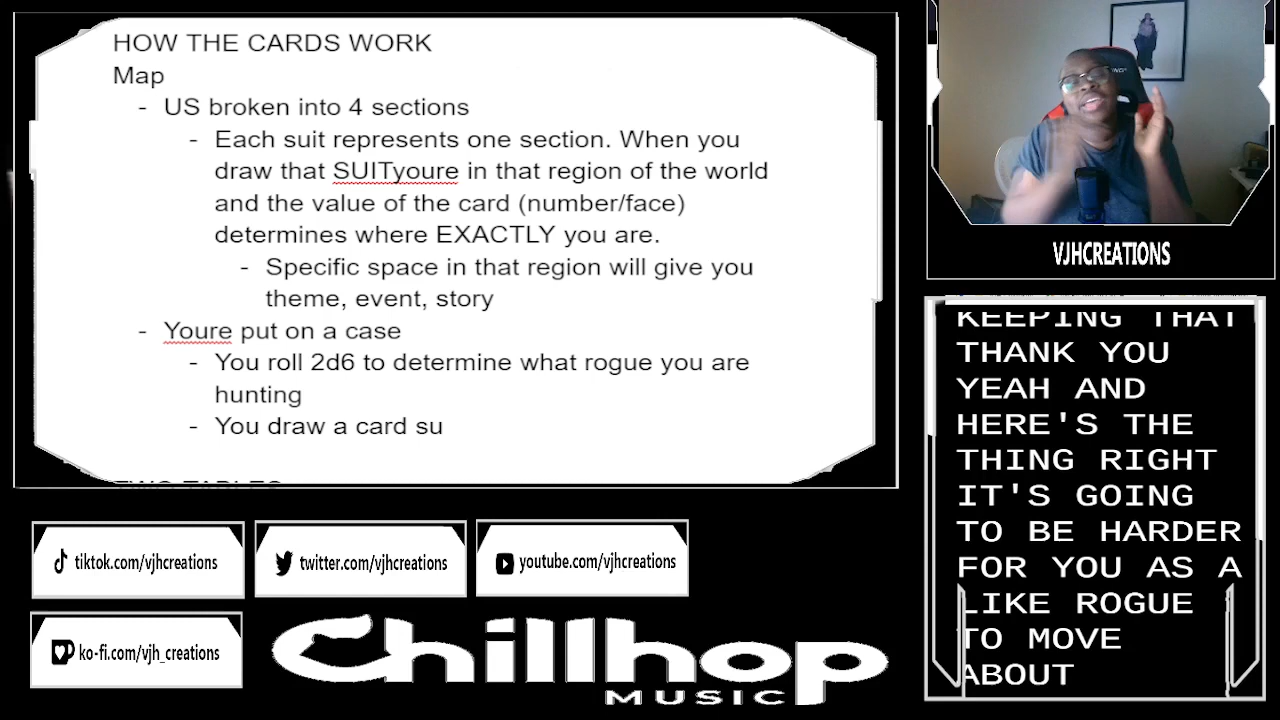 HOW THE CARDS WORK
Map
- US broken into 4 sections
- Each suit represents one section. When you
draw that SUITyoure in that region of the world
and the value of the card (number/face)
determines where EXACTLY you are.
- Specific space in that region will give you
theme, event, story
- Youre put on a case
- You roll 2d6 to determine what rogue you are
hunting
- You draw a card su
TWO TABLES
VJHCREATIONS
KEEPING THAT
THANK YOU
YEAH AND
HERE'S THE
THING RIGHT
IT'S GOING
TO BE HARDER
FOR YOU AS A
LIKE ROGUE
TO MOVE
ABOUT
tiktok.com/vjhcreations
twitter.com/vjhcreations
youtube.com/vjhcreations
ko-fi.com/vjh_creations
Chillhop
MUSIC